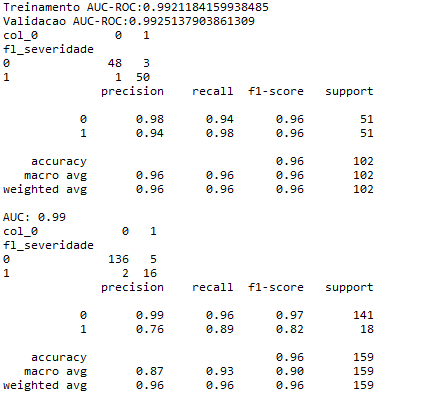 Treinamento AUC-ROC:0.9921184159938485
Validacao AUC-ROC:0.9925137903861309
col_0 0 1
fl_severidade
0 48 3
1 1 50
precision recall f1-score support
0 0.98 0.94 0.96 51
1 0.94 0.98 0.96 51
accuracy 0.96 102
macro avg 0.96 0.96 0.96 102
weighted avg 0.96 0.96 0.96 102
AUC: 0.99
col_0 0 1
fl_severidade
0 136 5
1 2 16
precision recall f1-score support
0 0.99 0.96 0.97 141
1 0.76 0.89 0.82 18
accuracy 0.96 159
macro avg 0.87 0.93 0.90 159
weighted avg 0.96 0.96 0.96 159